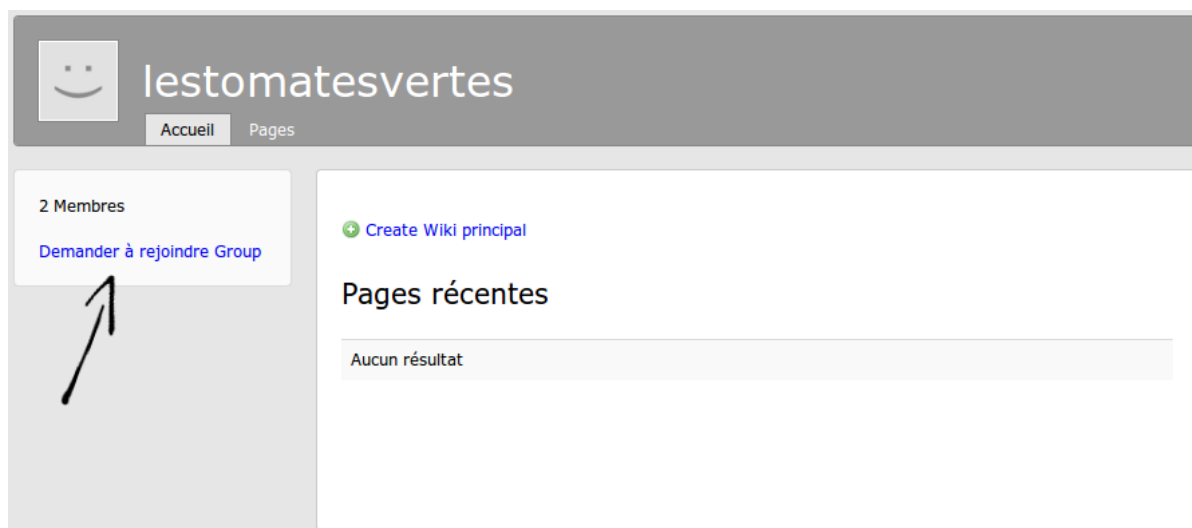 lestomatesvertes
Accueil Pages
2 Membres
Demander à rejoindre Group
Create Wiki principal
Pages récentes
Aucun résultat